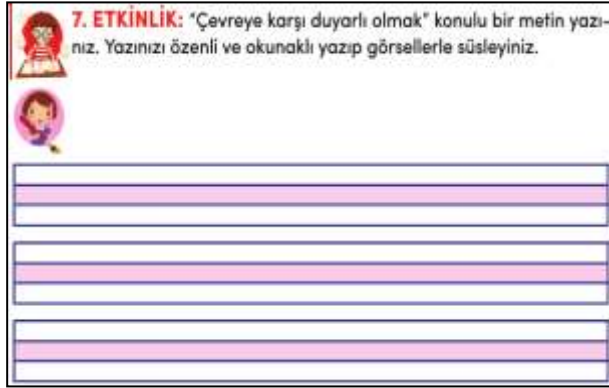 7. ETKİNLİK: "Çevreye karşı duyarlı olmak" konulu bir metin yazı-
nız. Yazınızı özenli ve okunaklı yazıp görsellerle süsleyiniz.